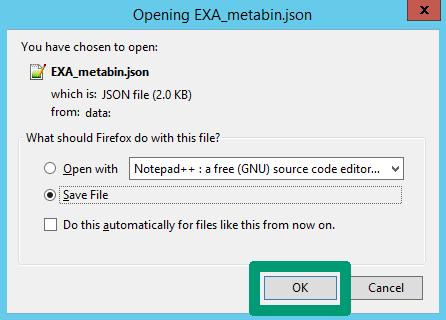 Opening EXA_metabin.json
You have chosen to open:
EXA_metabin.json
which is: JSON file (2.0 KB)
from: data:
What should Firefox do with this file?
Open with Notepad++ : a free (GNU) source code editor...
Save File
Do this automatically for files like this from now on.
OK Cancel